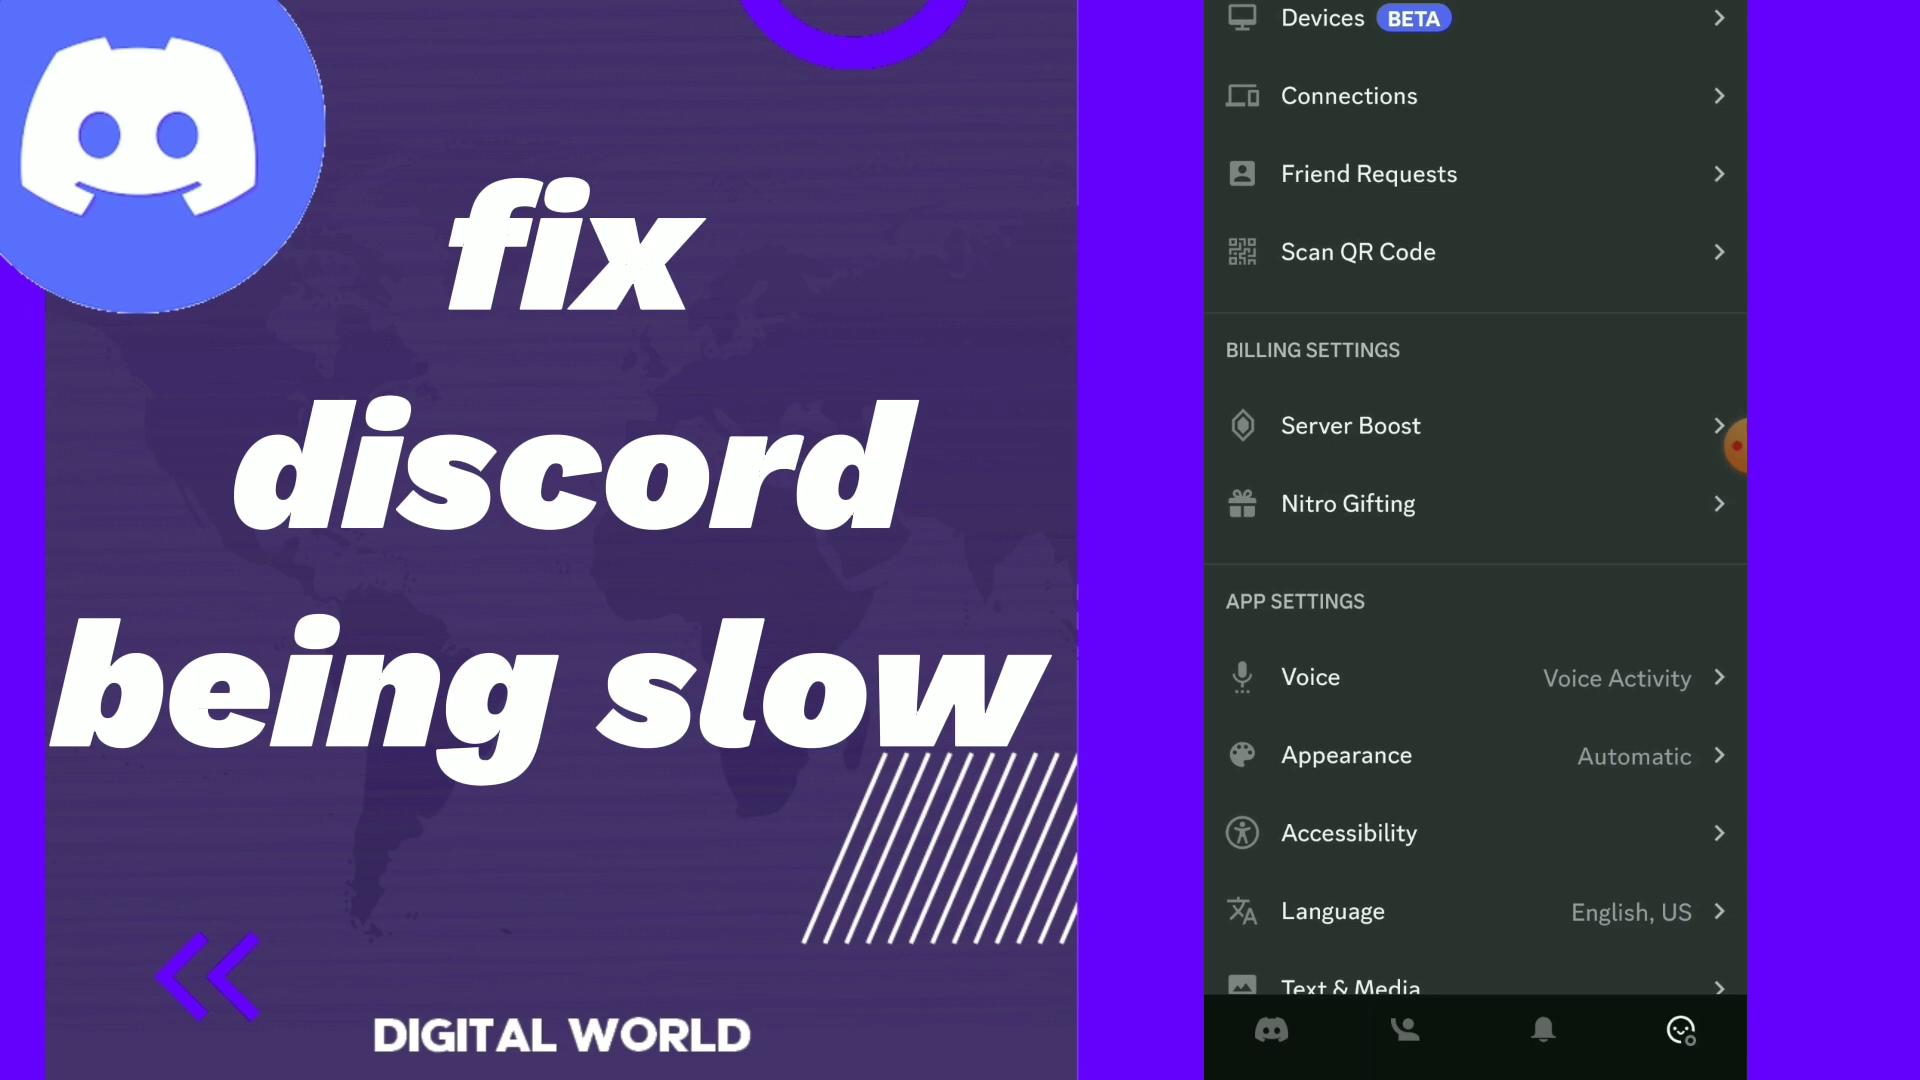 fix
discord
being slow
DIGITAL WORLD
Devices BETA
Connections
Friend Requests
Scan QR Code
BILLING SETTINGS
Server Boost
Nitro Gifting
APP SETTINGS
Voice Voice Activity
Appearance Automatic
Accessibility
Language English, US
Text & Media